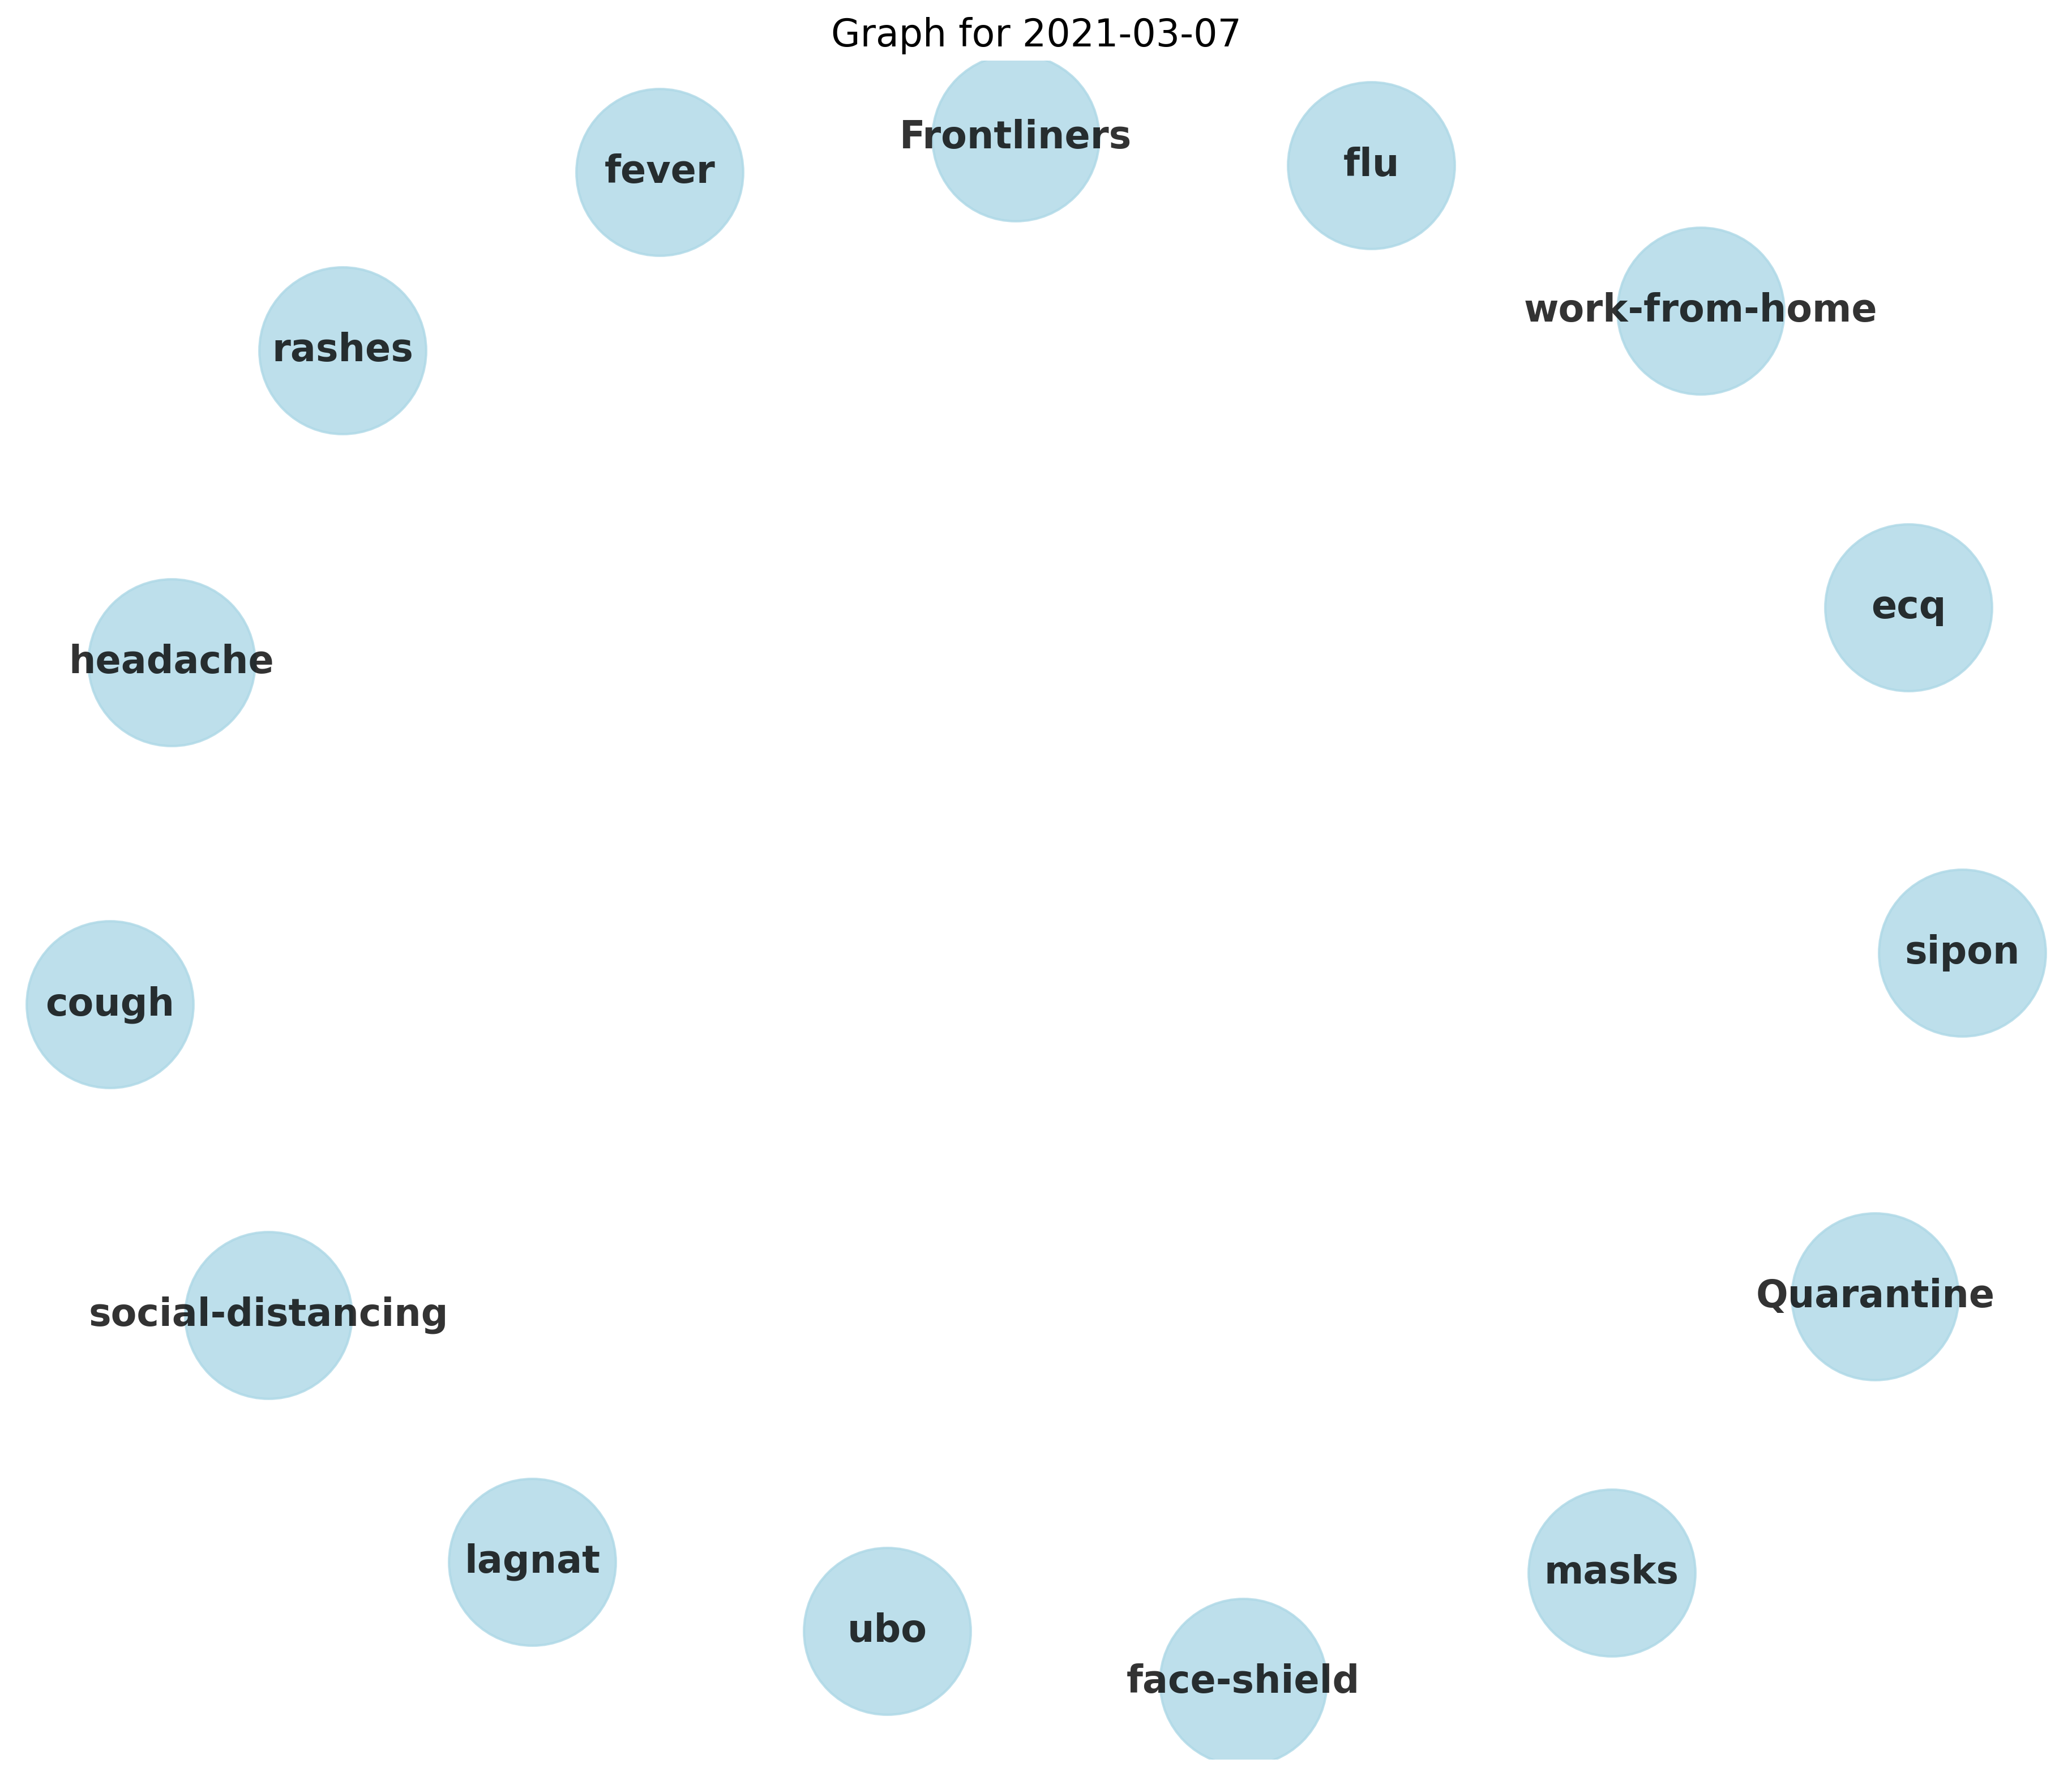 Graph for 2021-03-07
Frontliners
fever
flu
work-from-home
rashes
ecq
headache
sipon
cough
Quarantine
social-distancing
lagnat
masks
ubo
face-shield